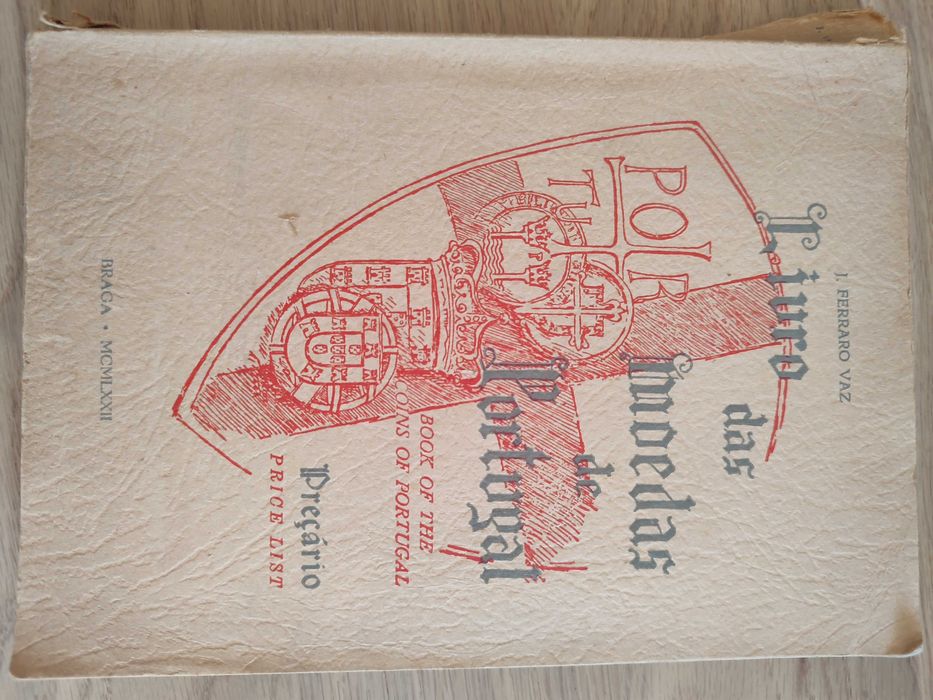 J. FERRARO VAZ
Livro
das
Moedas
de
Portugal
BOOK OF THE
COINS OF PORTUGAL
Preçário
PRICE LIST
BRAGA • MCMLXXII
POR
TU